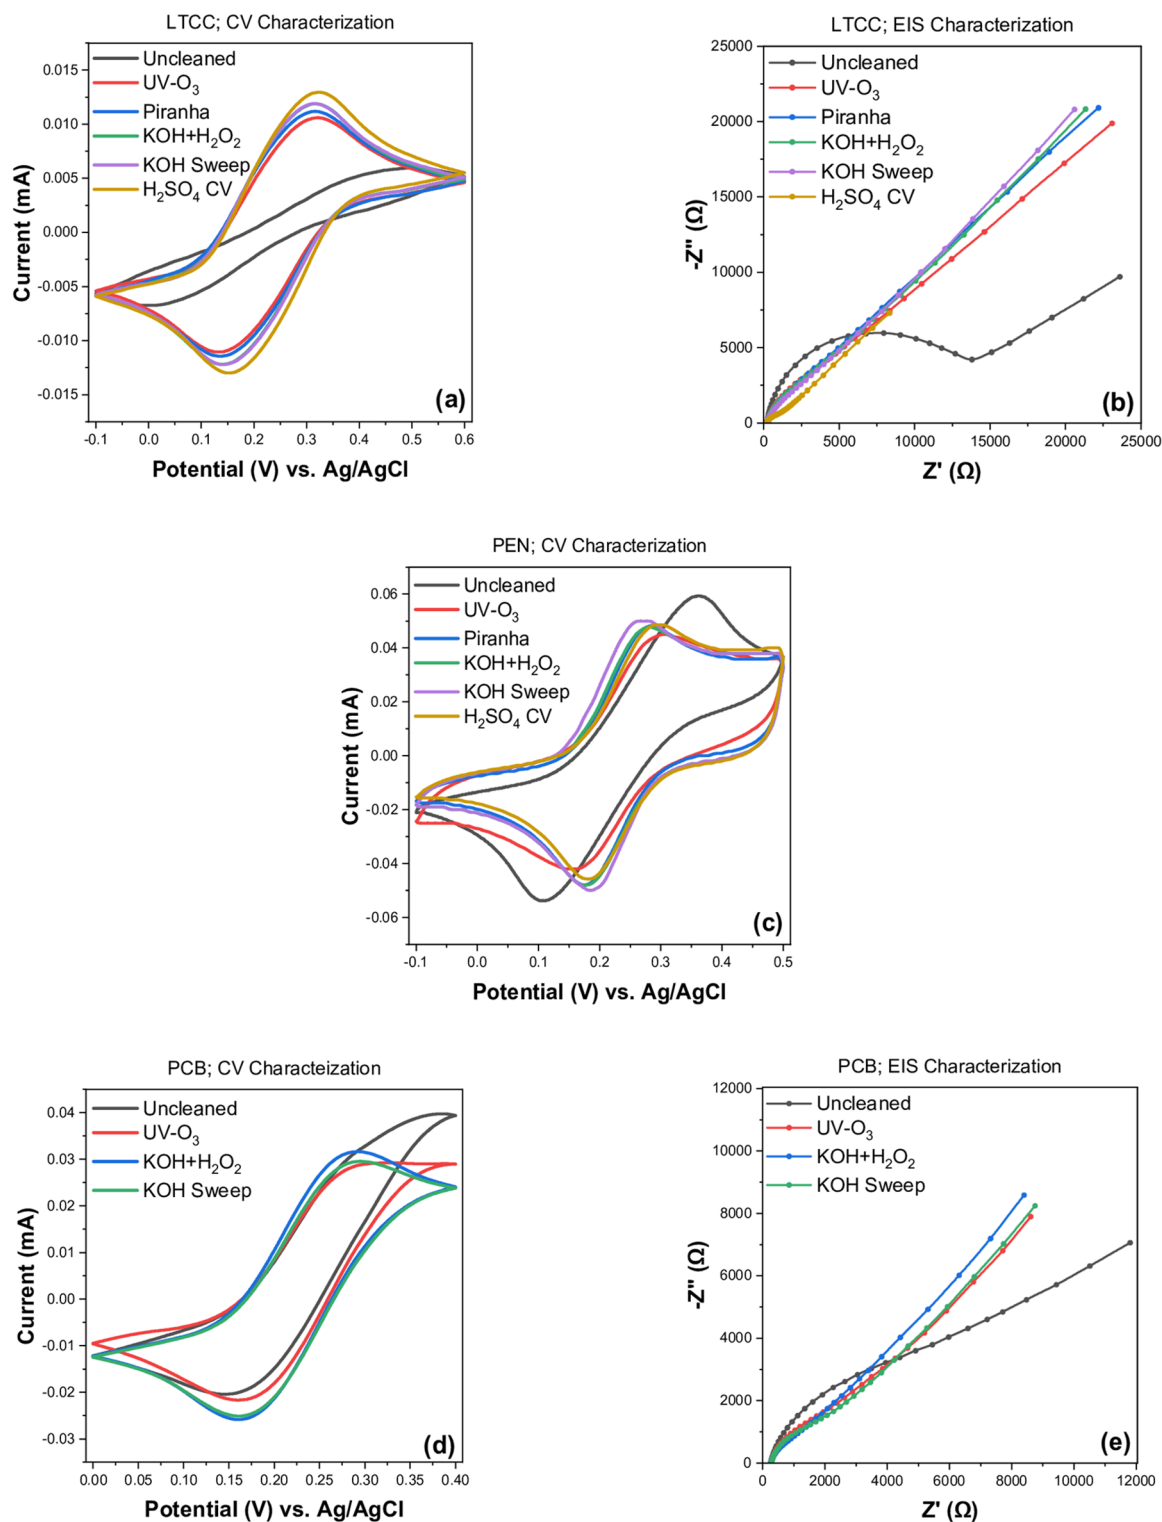 LTCC; CV Characterization
0.015
0.010
0.005
0.000
-0.005
-0.010
-0.015
Current (mA)
Uncleaned
UV-O₃
Piranha
KOH+H₂O₂
KOH Sweep
H₂SO₄ CV
(a)
-0.1 0.0 0.1 0.2 0.3 0.4 0.5 0.6
Potential (V) vs. Ag/AgCl
LTCC; EIS Characterization
25000
20000
15000
10000
5000
0
-Z" (Ω)
Uncleaned
UV-O₃
Piranha
KOH+H₂O₂
KOH Sweep
H₂SO₄ CV
(b)
0 5000 10000 15000 20000 25000
Z' (Ω)
PEN; CV Characterization
0.06
0.04
0.02
0.00
-0.02
-0.04
-0.06
Current (mA)
Uncleaned
UV-O₃
Piranha
KOH+H₂O₂
KOH Sweep
H₂SO₄ CV
(c)
-0.1 0.0 0.1 0.2 0.3 0.4 0.5
Potential (V) vs. Ag/AgCl
PCB; CV Characteization
0.04
0.03
0.02
0.01
0.00
-0.01
-0.02
-0.03
Current (mA)
Uncleaned
UV-O₃
KOH+H₂O₂
KOH Sweep
(d)
0.00 0.05 0.10 0.15 0.20 0.25 0.30 0.35 0.40
Potential (V) vs. Ag/AgCl
PCB; EIS Characterization
12000
10000
8000
6000
4000
2000
0
-Z" (Ω)
Uncleaned
UV-O₃
KOH+H₂O₂
KOH Sweep
(e)
0 2000 4000 6000 8000 10000 12000
Z' (Ω)